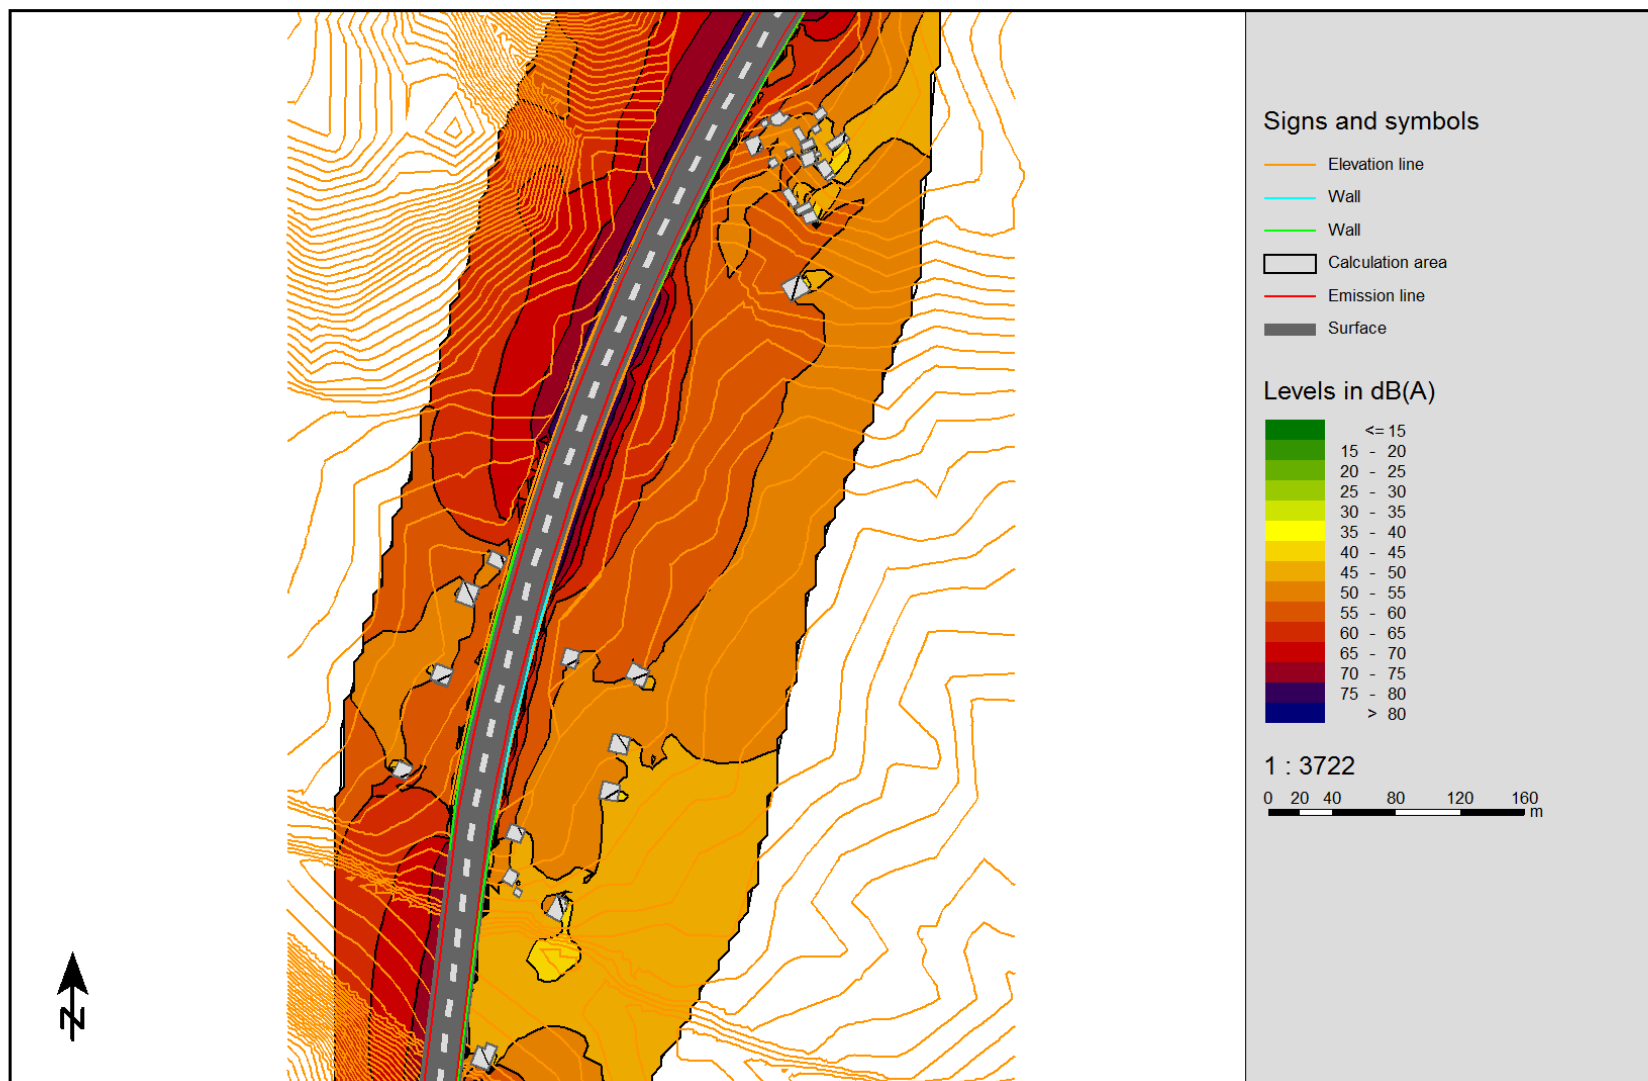 Signs and symbols
Elevation line
Wall
Wall
Calculation area
Emission line
Surface
Levels in dB(A)
<= 15
15 - 20
20 - 25
25 - 30
30 - 35
35 - 40
40 - 45
45 - 50
50 - 55
55 - 60
60 - 65
65 - 70
70 - 75
75 - 80
> 80
1 : 3722
0 20 40 80 120 160
m
N